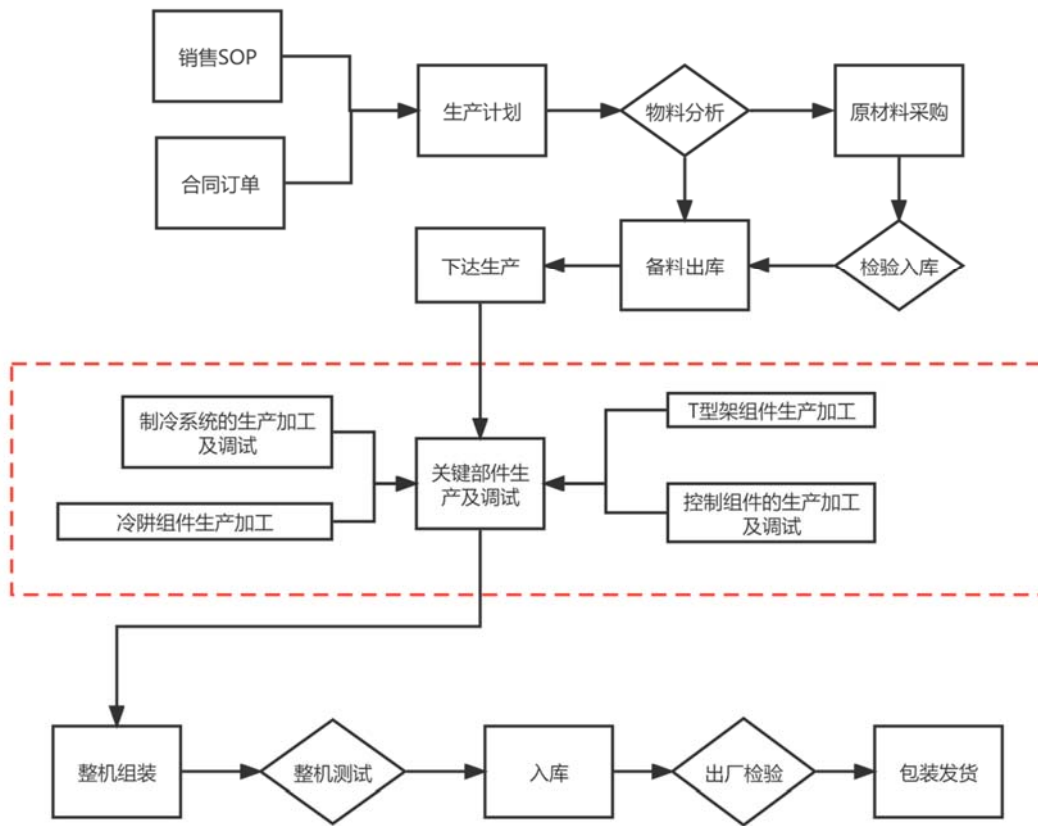 销售SOP
生产计划
物料分析
原材料采购
合同订单
下达生产
备料出库
检验入库
制冷系统的生产加工
及调试
T型架组件生产加工
关键部件生
产及调试
冷阱组件生产加工
控制组件的生产加工
及调试
整机组装
整机测试
入库
出厂检验
包装发货